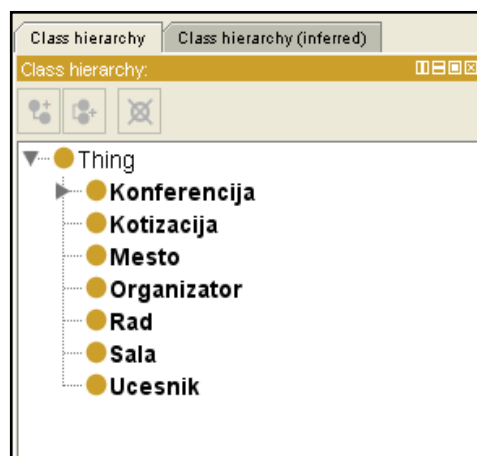 Class hierarchy Class hierarchy (inferred)
Class hierarchy:
Thing
Konferencija
Kotizacija
Mesto
Organizator
Rad
Sala
Ucesnik